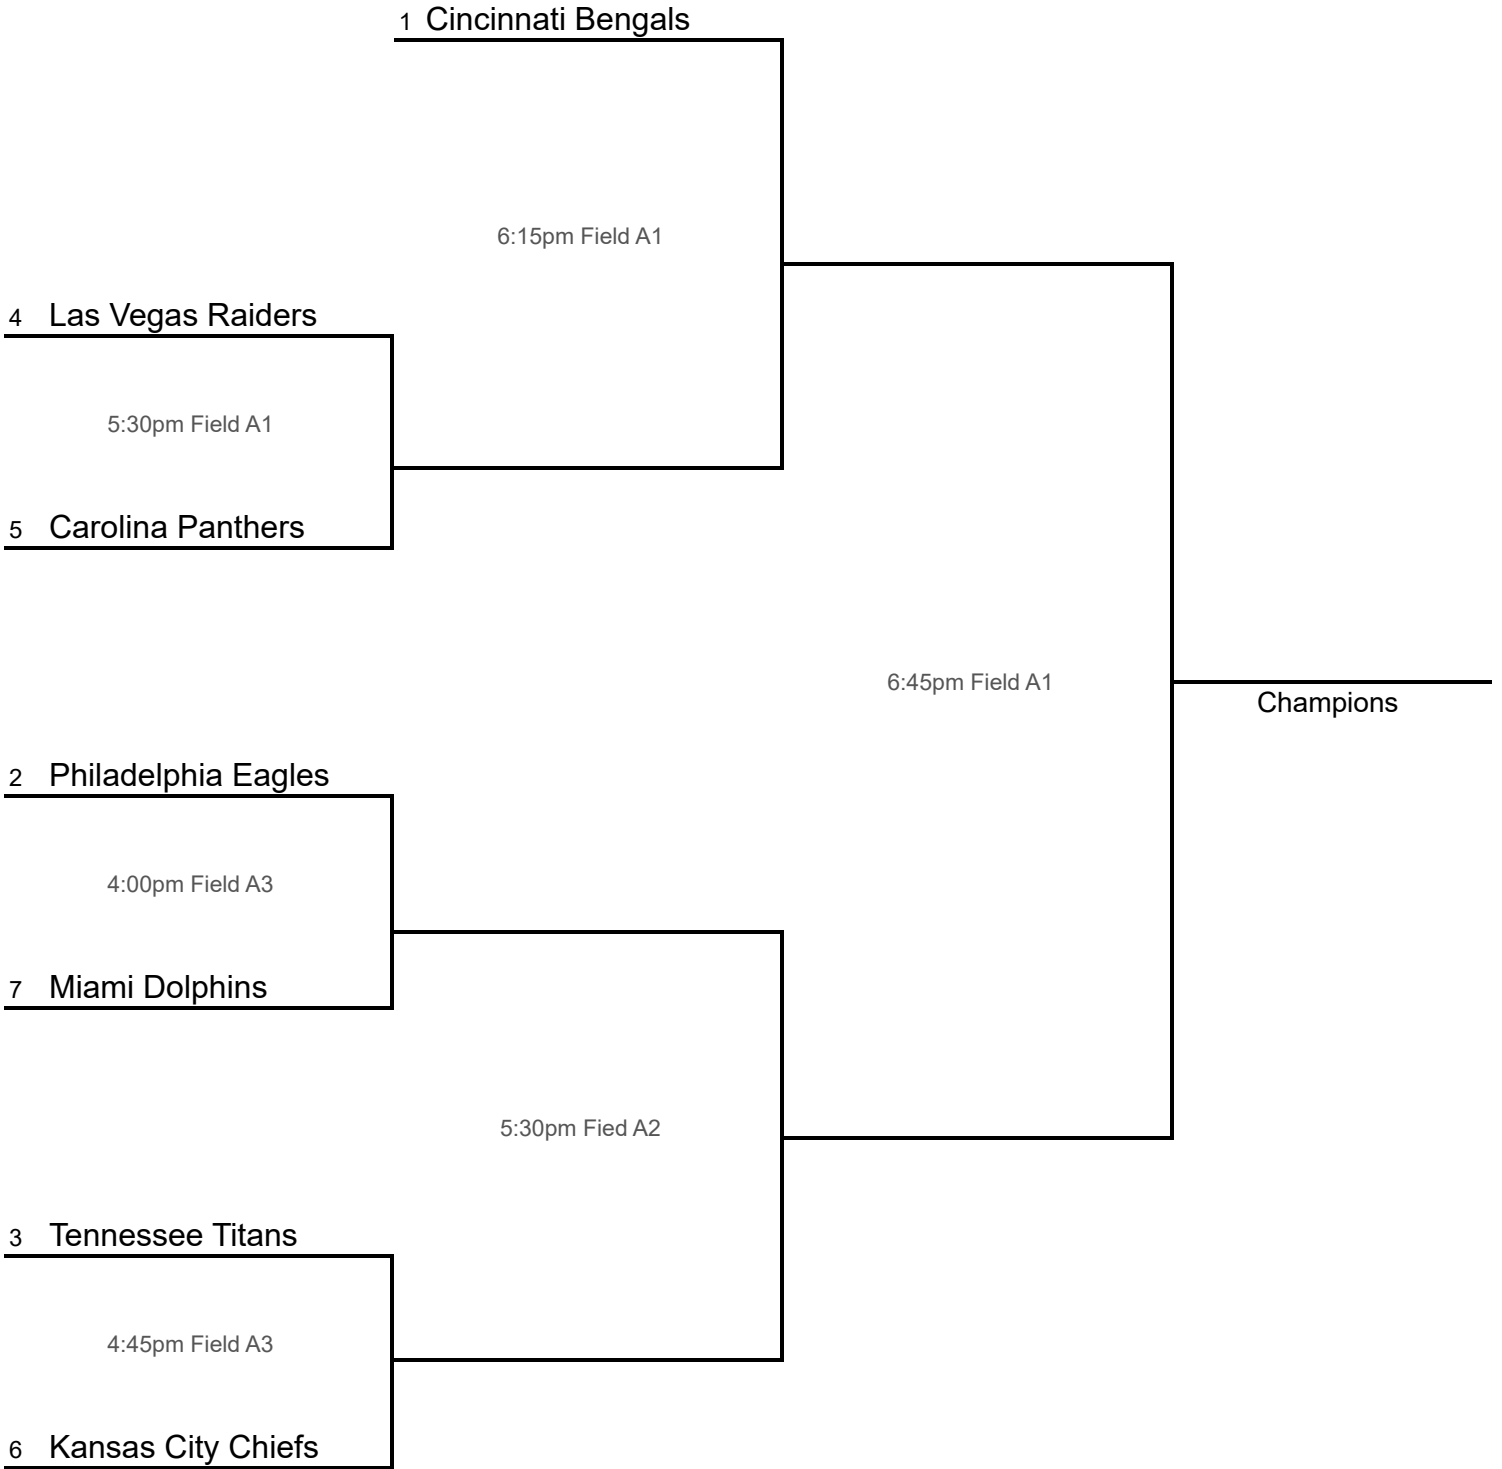 1 Cincinnati Bengals
6:15pm Field A1
4 Las Vegas Raiders
5:30pm Field A1
5 Carolina Panthers
6:45pm Field A1
Champions
2 Philadelphia Eagles
4:00pm Field A3
7 Miami Dolphins
5:30pm Fied A2
3 Tennessee Titans
4:45pm Field A3
6 Kansas City Chiefs